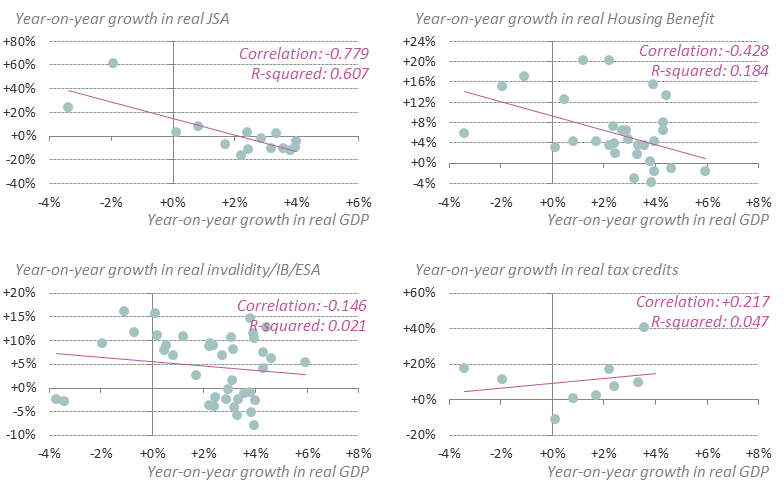 Year-on-year growth in real JSA
+80%
+60%
+40%
+20%
+0%
-20%
-40%
Correlation: -0.779
R-squared: 0.607
-4% -2% +0% +2% +4% +6%
Year-on-year growth in real GDP
Year-on-year growth in real Housing Benefit
+24%
+20%
+16%
+12%
+8%
+4%
+0%
-4%
Correlation: -0.428
R-squared: 0.184
-4% -2% +0% +2% +4% +6% +8%
Year-on-year growth in real GDP
Year-on-year growth in real invalidity/IB/ESA
+20%
+15%
+10%
+5%
+0%
-5%
-10%
Correlation: -0.146
R-squared: 0.021
-4% -2% +0% +2% +4% +6% +8%
Year-on-year growth in real GDP
Year-on-year growth in real tax credits
+60%
+40%
+20%
+0%
-20%
Correlation: +0.217
R-squared: 0.047
-4% -2% +0% +2% +4% +6% +8%
Year-on-year growth in real GDP